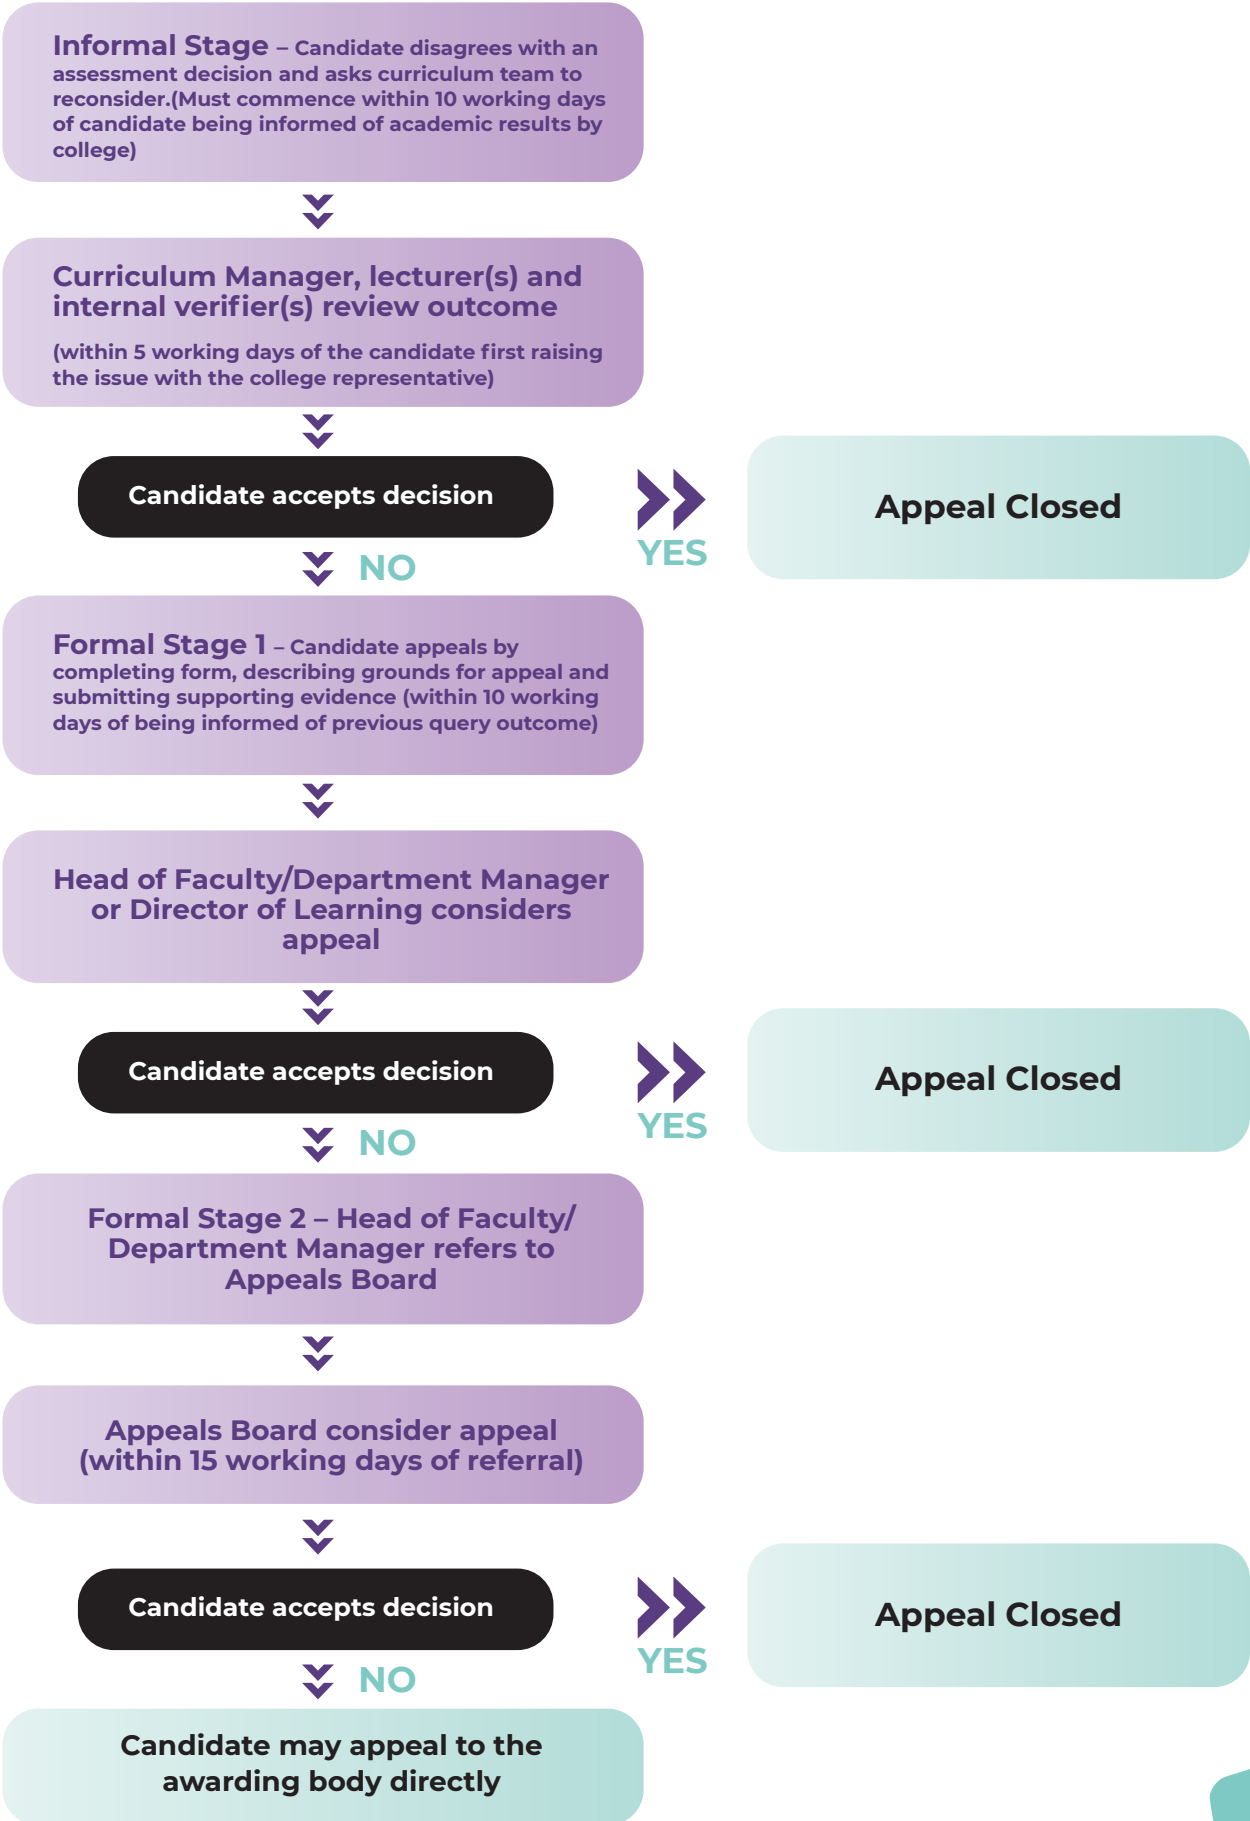 Informal Stage – Candidate disagrees with an
assessment decision and asks curriculum team to
reconsider.(Must commence within 10 working days
of candidate being informed of academic results by
college)
Curriculum Manager, lecturer(s) and
internal verifier(s) review outcome
(within 5 working days of the candidate first raising
the issue with the college representative)
Candidate accepts decision
YES
Appeal Closed
NO
Formal Stage 1 – Candidate appeals by
completing form, describing grounds for appeal and
submitting supporting evidence (within 10 working
days of being informed of previous query outcome)
Head of Faculty/Department Manager
or Director of Learning considers
appeal
Candidate accepts decision
YES
Appeal Closed
NO
Formal Stage 2 – Head of Faculty/
Department Manager refers to
Appeals Board
Appeals Board consider appeal
(within 15 working days of referral)
Candidate accepts decision
YES
Appeal Closed
NO
Candidate may appeal to the
awarding body directly